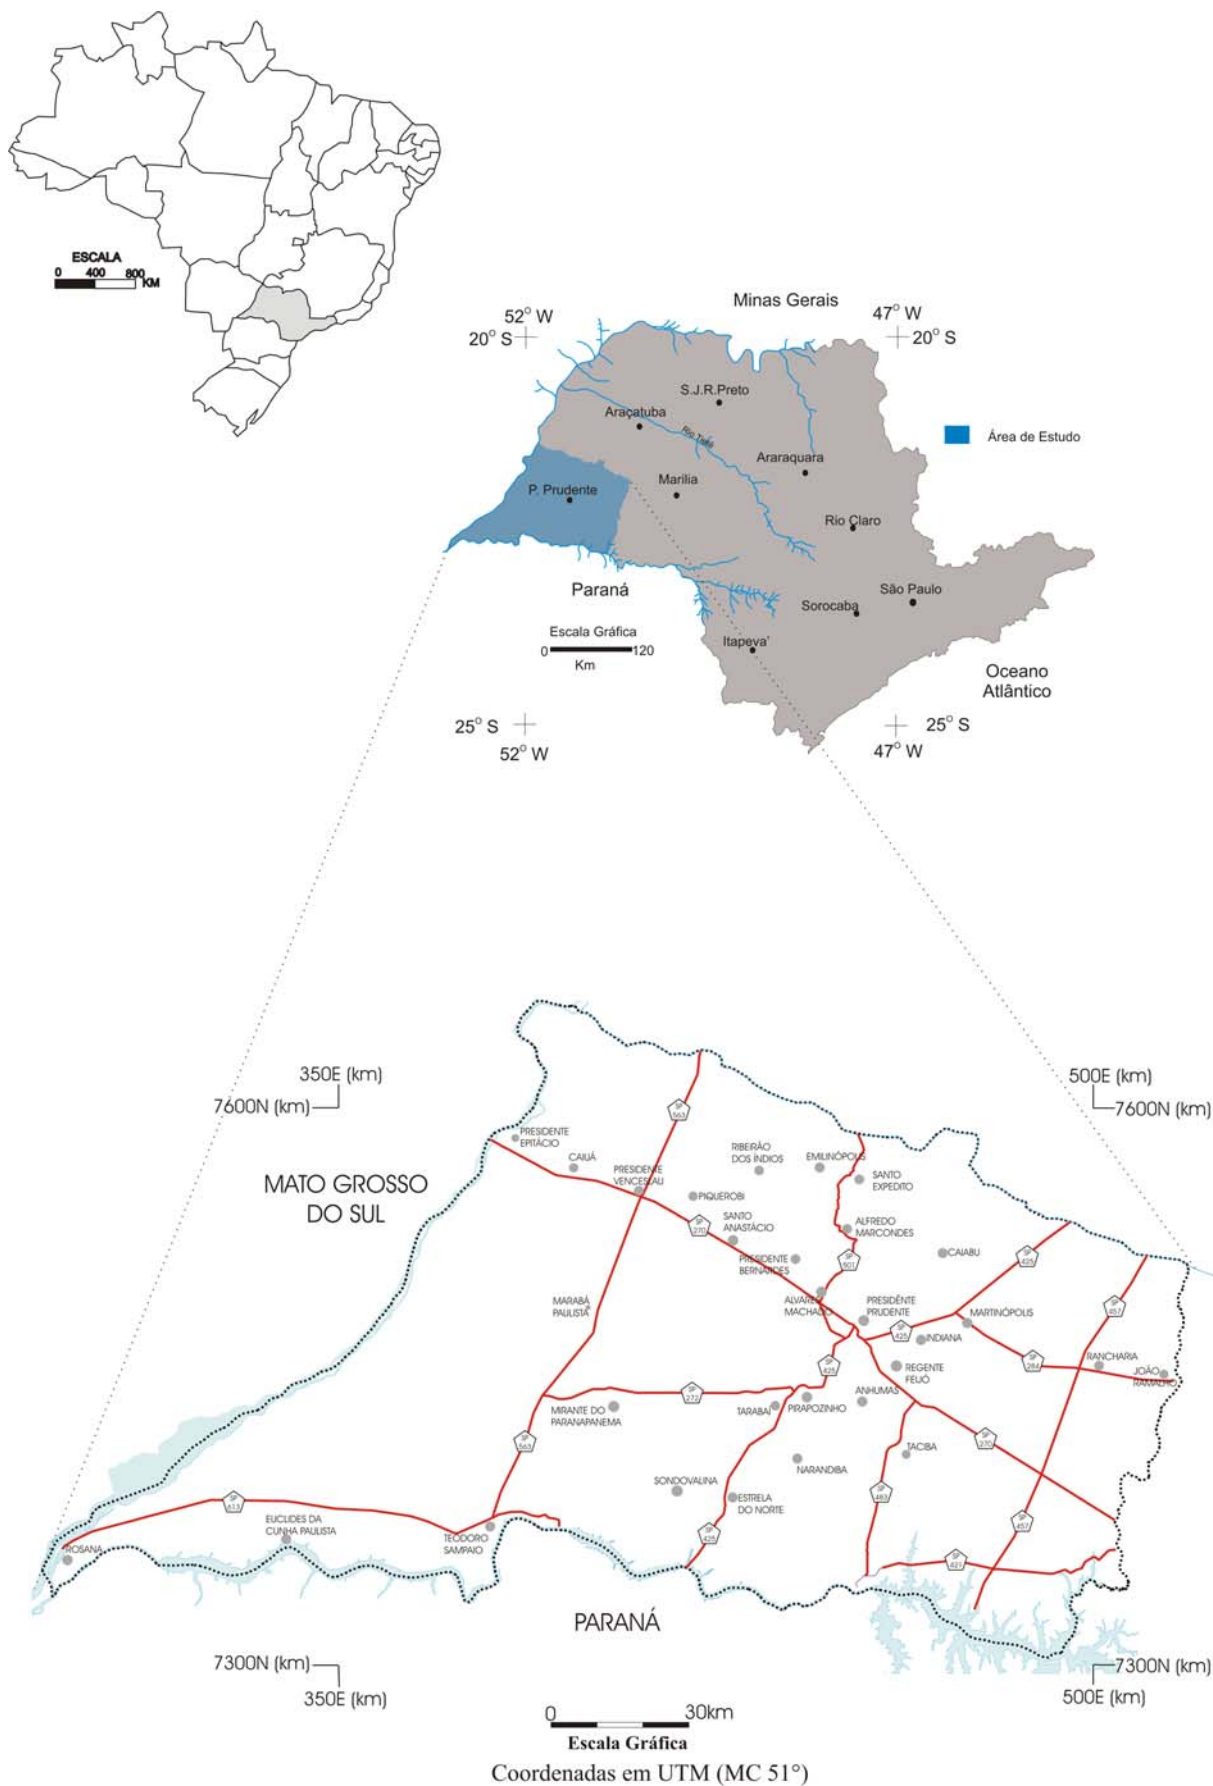 ESCALA
0 400 800
KM
Minas Gerais
52° W
47° W
20° S
20° S
S.J.R.Preto
Araçatuba
Rio Tietê
Área de Estudo
Araraquara
Marilia
P. Prudente
Rio Claro
Paraná
São Paulo
Sorocaba
Escala Gráfica
0 120
Km
Itapeva'
Oceano
Atlântico
25° S
25° S
52° W
47° W
350E (km)
500E (km)
7600N (km)
7600N (km)
SP
563
PRESIDENTE
EPITÁCIO
CAIUÁ
RIBEIRÃO
DOS ÍNDIOS
EMILINÓPOLIS
PRESIDENTE
VENCESLAU
SANTO
EXPEDITO
MATO GROSSO
DO SUL
PIQUEROBI
SP
270
SANTO
ANASTÁCIO
ALFREDO
MARCONDES
PRESIDENTE
BERNARDES
SP
501
CAIABU
SP
425
MARABÁ
PAULISTA
ALVARES
MACHADO
PRESIDÊNTE
PRUDENTE
SP
457
MARTINÓPOLIS
SP
425
INDIANA
SP
425
REGENTE
FEIJÓ
SP
284
RANCHARIA
JOÃO
RAMALHO
SP
272
MIRANTE DO
PARANAPANEMA
TARABAÍ
PIRAPOZINHO
ANHUMAS
SP
563
SP
270
TACIBA
NARANDIBA
SONDOVALINA
SP
483
SP
613
ESTRELA
DO NORTE
SP
457
EUCLIDES DA
CUNHA PAULISTA
TEODORO
SAMPAIO
SP
425
ROSANA
SP
421
PARANÁ
7300N (km)
7300N (km)
350E (km)
500E (km)
0 30km
Escala Gráfica
Coordenadas em UTM (MC 51°)